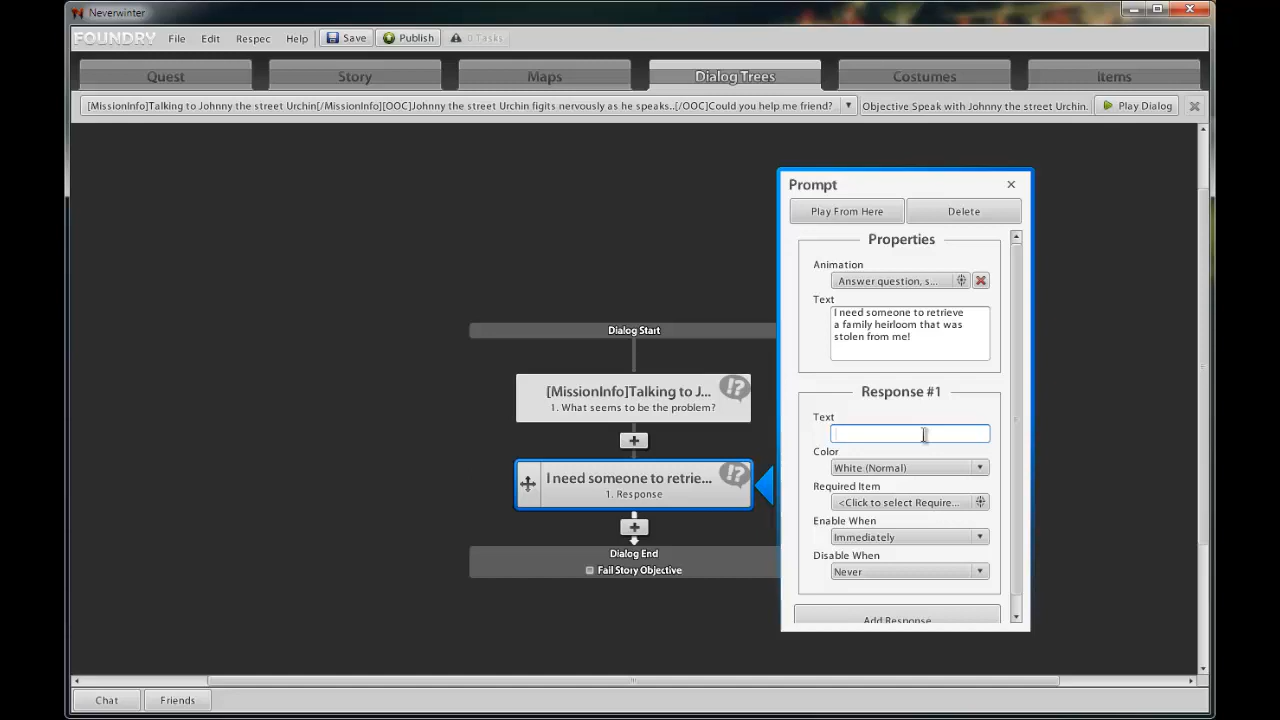 Neverwinter
FOUNDRY File Edit Respec Help Save Publish 0 Tasks
Quest Story Maps Dialog Trees Costumes Items
[MissionInfo]Talking to Johnny the street Urchin[/MissionInfo][OOC]Johnny the street Urchin figits nervously as he speaks..[/OOC]Could you help me friend? Objective Speak with Johnny the street Urchin. Play Dialog
Prompt
Play From Here Delete
Properties
Animation
Answer question, s...
Text
I need someone to retrieve
a family heirloom that was
stolen from me!
Dialog Start
[MissionInfo]Talking to J...
1. What seems to be the problem?
Response #1
Text
Color
White (Normal)
I need someone to retrie...
1. Response
Required Item
<Click to select Require...
Enable When
Immediately
Disable When
Never
Dialog End
Fail Story Objective
Add Response
Chat Friends